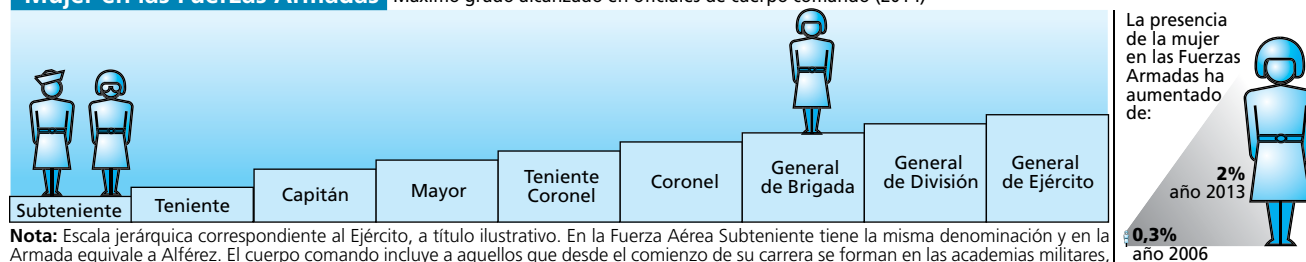 Mujer en las Fuerzas Armadas Máximo grado alcanzado en oficiales de cuerpo comando (2014)
Subteniente
Teniente
Capitán
Mayor
Teniente
Coronel
Coronel
General
de Brigada
General
de División
General
de Ejército
Nota: Escala jerárquica correspondiente al Ejército, a título ilustrativo. En la Fuerza Aérea Subteniente tiene la misma denominación y en la
Armada equivale a Alférez. El cuerpo comando incluye a aquellos que desde el comienzo de su carrera se forman en las academias militares,
La presencia
de la mujer
en las Fuerzas
Armadas ha
aumentado
de:
2%
año 2013
0,3%
año 2006